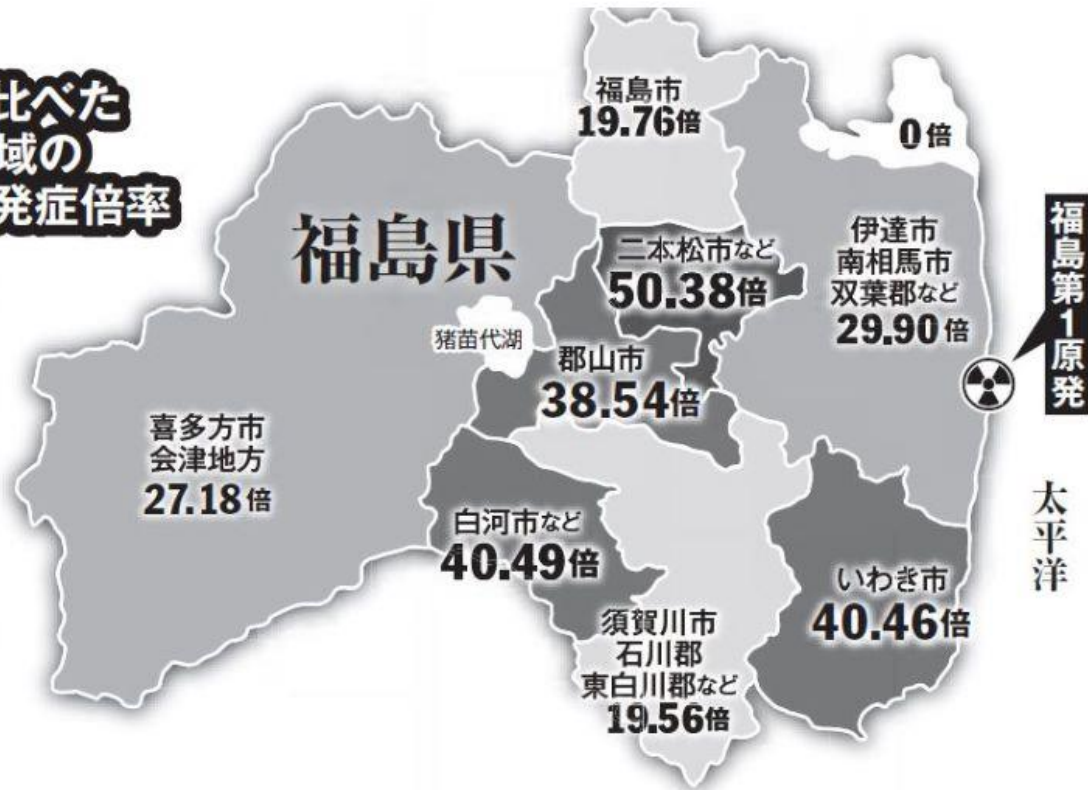 比べた
域の
発症倍率
福島市
19.76倍
0倍
福島県
二本松市など
50.38倍
伊達市
南相馬市
双葉郡など
29.90倍
福島第1原発
猪苗代湖
郡山市
38.54倍
喜多方市
会津地方
27.18倍
白河市など
40.49倍
太平洋
いわき市
40.46倍
須賀川市
石川郡
東白川郡など
19.56倍